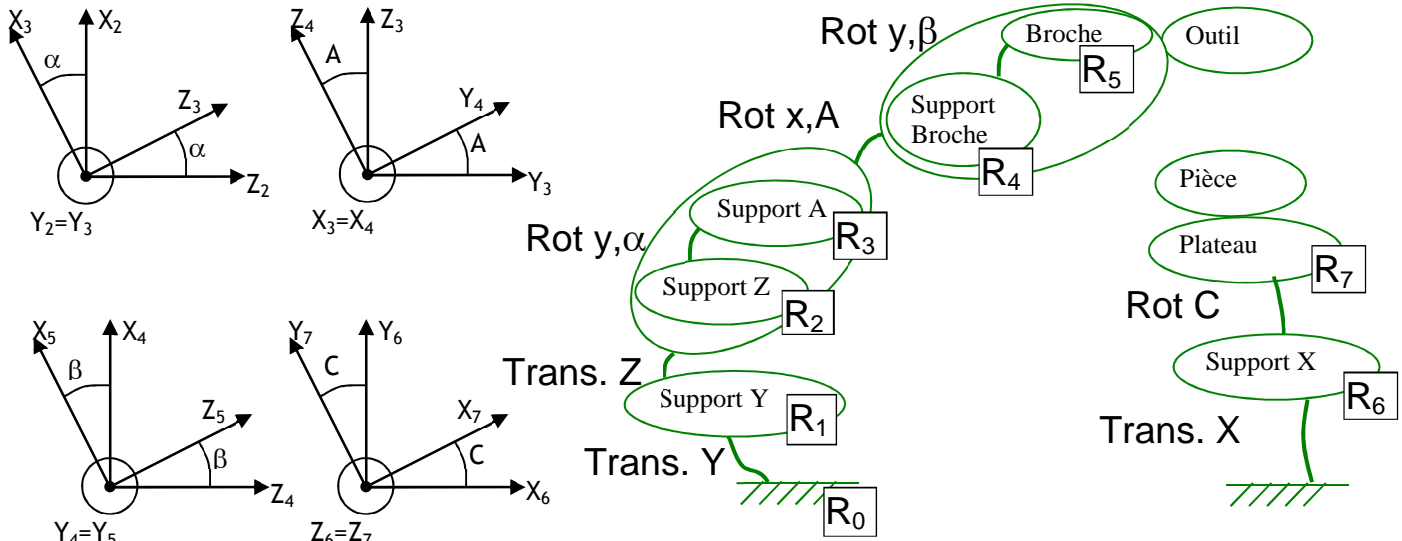 X₃
X₂
α
Z₃
α
Z₂
Y₂=Y₃
Z₄
Z₃
A
Y₄
A
Y₃
X₃=X₄
X₅
X₄
β
Z₅
β
Z₄
Y₄=Y₅
Y₇
Y₆
C
X₇
C
X₆
Z₆=Z₇
Rot y,β
Broche
R₅
Outil
Support
Broche
R₄
Rot x,A
Support A
R₃
Rot y,α
Support Z
R₂
Trans. Z
Support Y
R₁
Trans. Y
R₀
Pièce
Plateau
R₇
Rot C
Support X
R₆
Trans. X